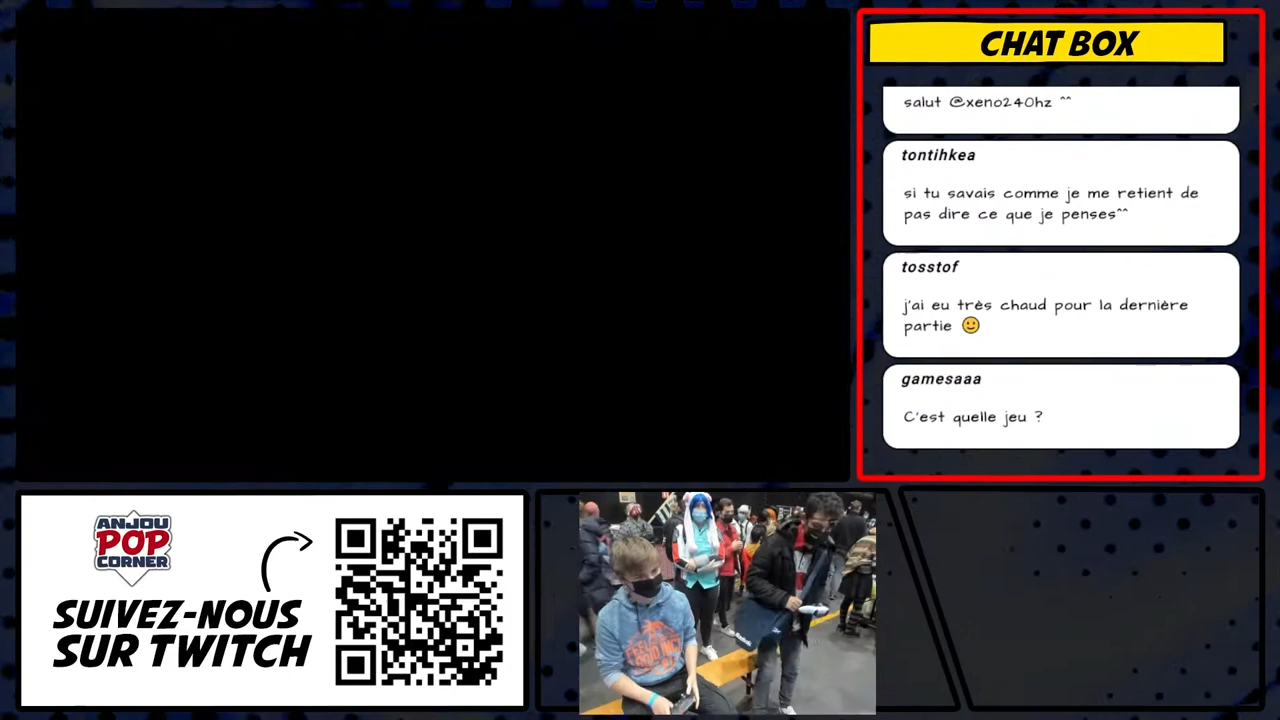 CHAT BOX
salut @xeno240hz ^^
tontihkea
si tu savais comme je me retient de
pas dire ce que je penses^^
tosstof
j'ai eu très chaud pour la dernière
partie 🙂
gamesaaa
C'est quelle jeu ?
ANJOU
POP
CORNER
SUIVEZ-NOUS
SUR TWITCH